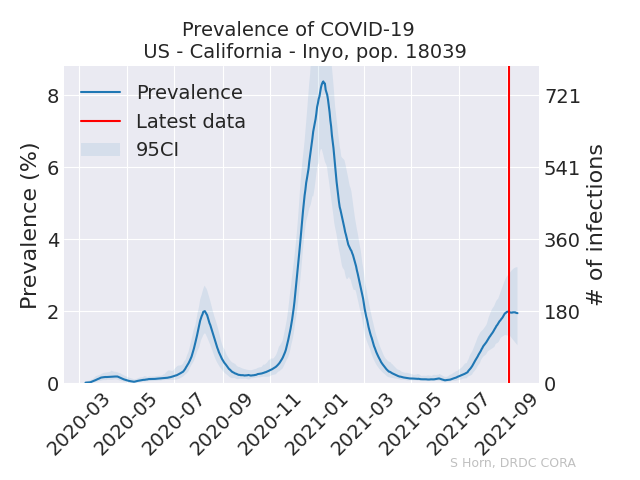 Prevalence of COVID-19
US - California - Inyo, pop. 18039
Prevalence
Latest data
95CI
Prevalence (%)
8
6
4
2
0
721
541
360
180
0
# of infections
2020-03
2020-05
2020-07
2020-09
2020-11
2021-01
2021-03
2021-05
2021-07
2021-09
S Horn, DRDC CORA